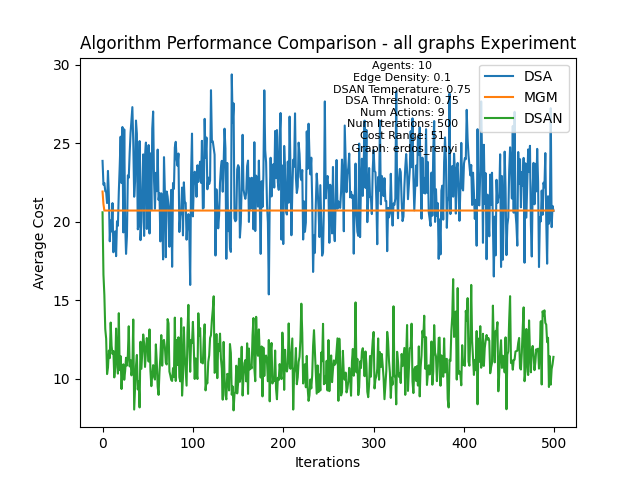 Algorithm Performance Comparison - all graphs Experiment
Agents: 10
Edge Density: 0.1
DSAN Temperature: 0.75
DSA Threshold: 0.75
Num Actions: 9
Num Iterations: 500
Cost Range: 51
Graph: erdos_renyi
DSA
MGM
DSAN
Average Cost
30
25
20
15
10
0
100
200
300
400
500
Iterations